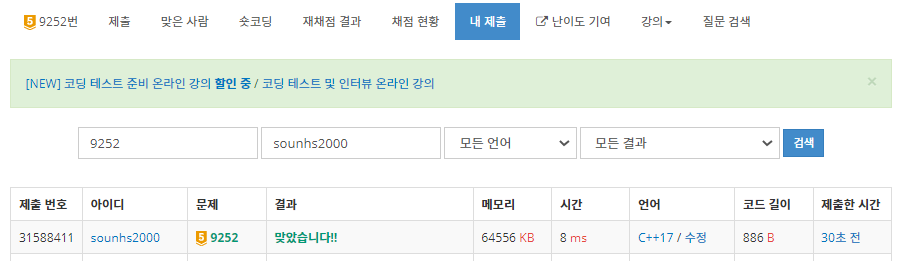 5 9252번 제출 맞은 사람 숏코딩 재채점 결과 채점 현황 내 제출 난이도 기여 강의 질문 검색
[NEW] 코딩 테스트 준비 온라인 강의 할인 중 / 코딩 테스트 및 인터뷰 온라인 강의 ×
9252 sounhs2000 모든 언어 모든 결과 검색
제출 번호 아이디 문제 결과 메모리 시간 언어 코드 길이 제출한 시간
31588411 sounhs2000 5 9252 맞았습니다!! 64556 KB 8 ms C++17 / 수정 886 B 30초 전